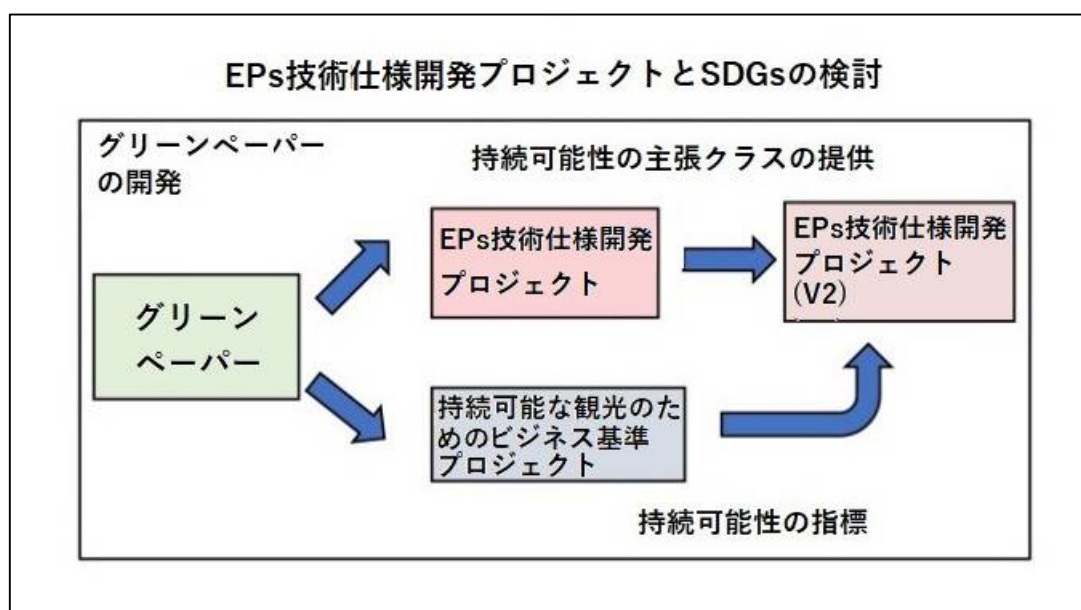 EPs技術仕様開発プロジェクトとSDGsの検討
グリーンペーパー
の開発
持続可能性の主張クラスの提供
EPs技術仕様開発
プロジェクト
EPs技術仕様開発
プロジェクト
(V2)
グリーン
ペーパー
持続可能な観光のた
めのビジネス基準
プロジェクト
持続可能性の指標